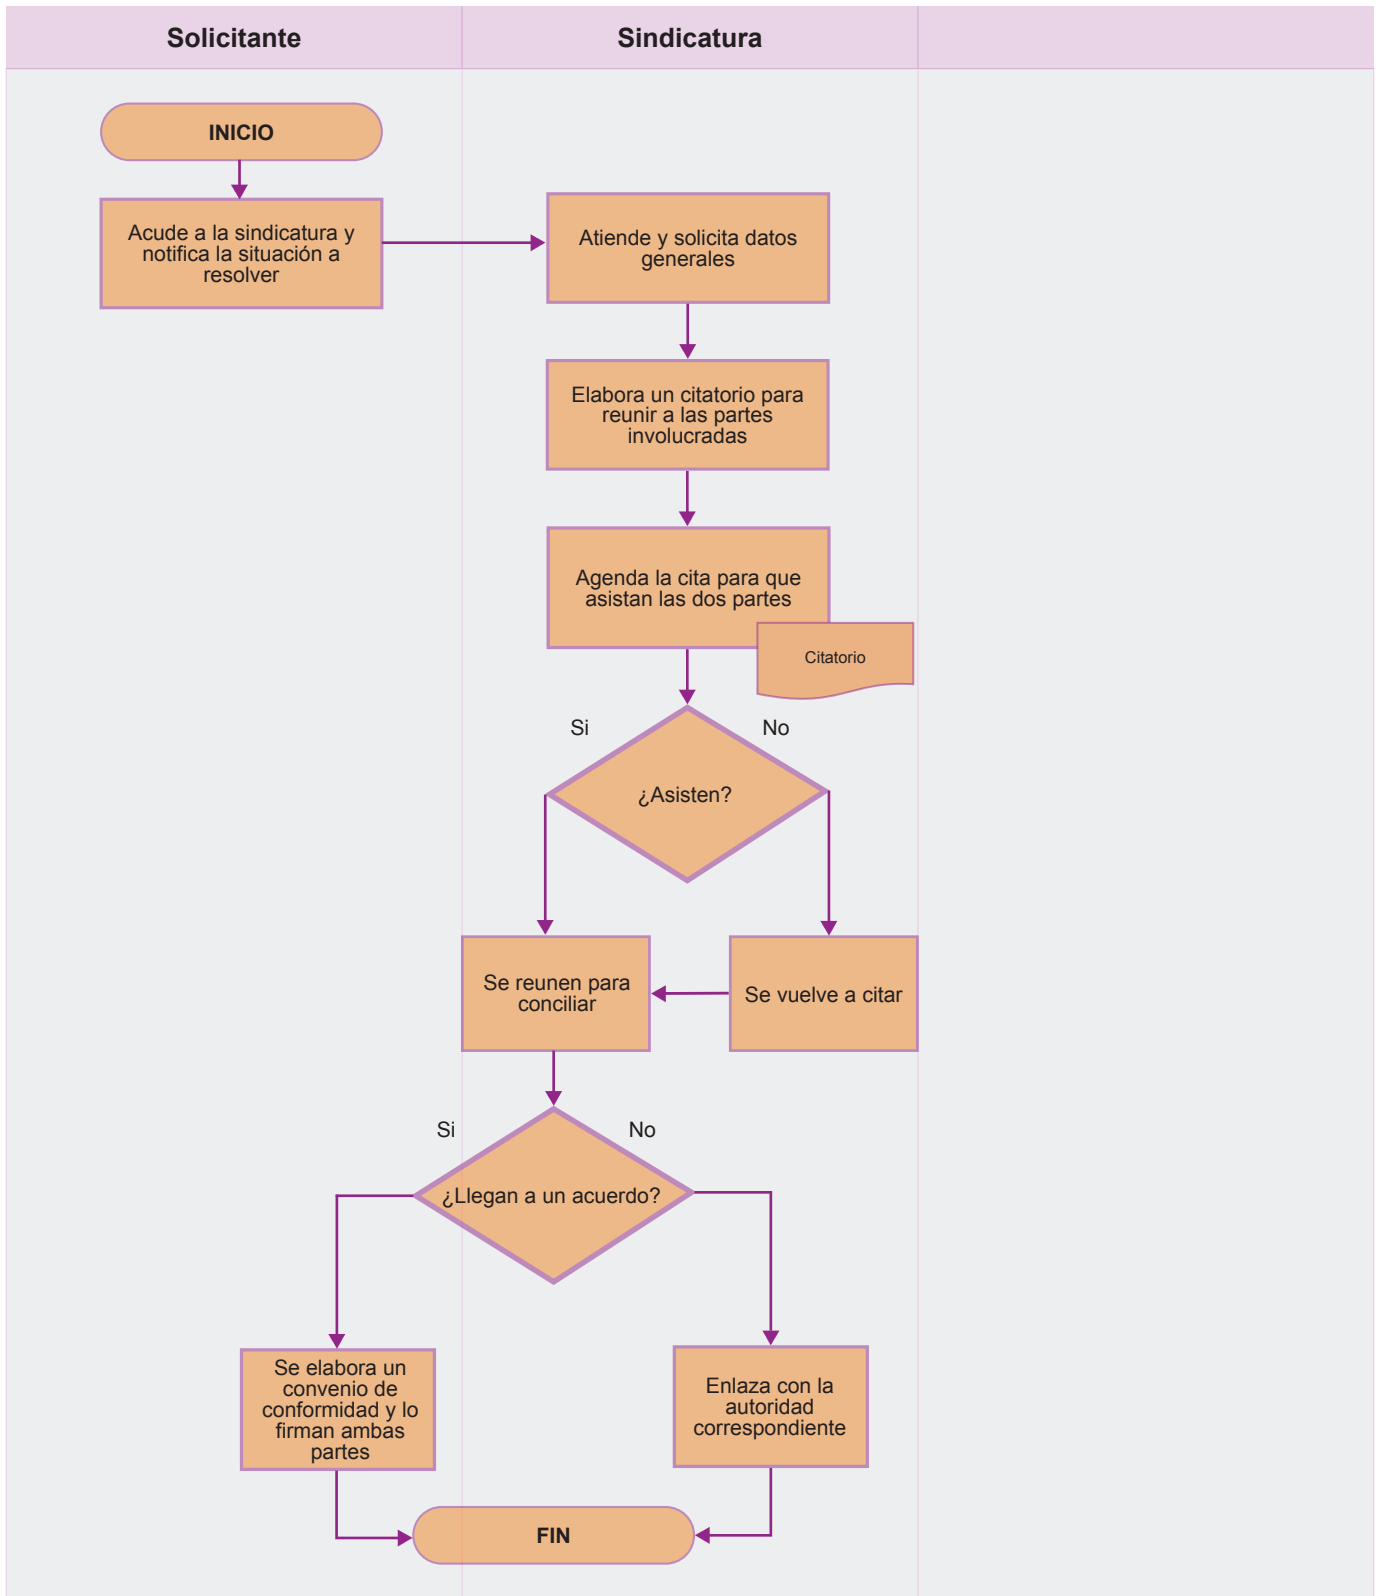 Solicitante
Sindicatura
INICIO
Acude a la sindicatura y
notifica la situación a
resolver
Atiende y solicita datos
generales
Elabora un citatorio para
reunir a las partes
involucradas
Agenda la cita para que
asistan las dos partes
Citatorio
Si
No
¿Asisten?
Se reunen para
conciliar
Se vuelve a citar
Si
No
¿Llegan a un acuerdo?
Se elabora un
convenio de
conformidad y lo
firman ambas
partes
Enlaza con la
autoridad
correspondiente
FIN